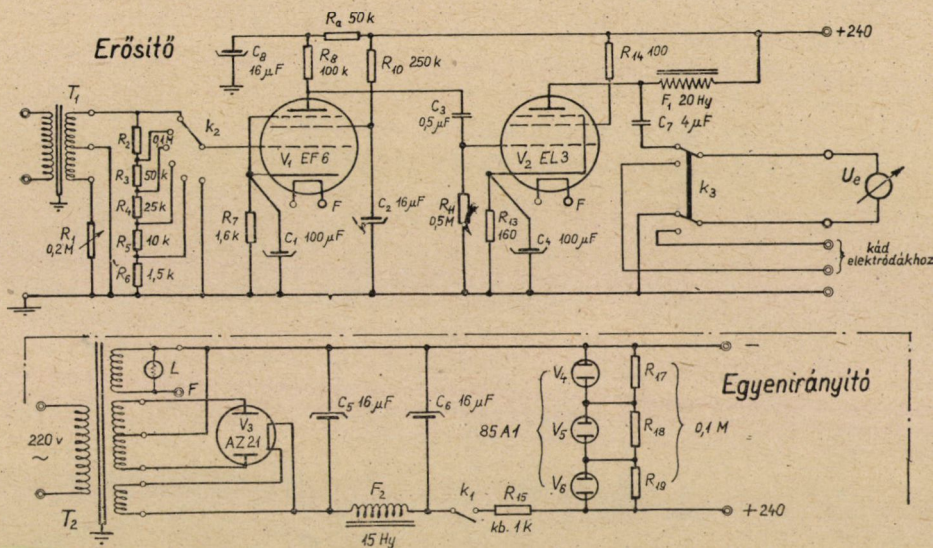 Erősítő
Rₐ 50 k
+240
C₈
16 µF
R₈
100 k
R₁₀ 250 k
R₁₄ 100
F₁ 20 Hy
C₇ 4 µF
T₁
k₂
R₂
0,1 M
R₃
50 k
R₄
25 k
R₅
10 k
R₆
1,5 k
R₁
0,2 M
V₁ EF 6
F
R₇
1,6 k
C₁ 100 µF
C₂ 16 µF
C₃
0,5 µF
R₁₁
0,5 M
V₂ EL 3
F
R₁₃
160
C₄ 100 µF
k₃
Uₑ
kád
elektródákhoz
Egyenirányító
L
F
220 v
~
T₂
V₃
AZ 21
C₅ 16 µF
C₆ 16 µF
F₂
15 Hy
k₁
R₁₅
kb. 1 k
85 A1
V₄
V₅
V₆
R₁₇
R₁₈
R₁₉
0,1 M
−
+240